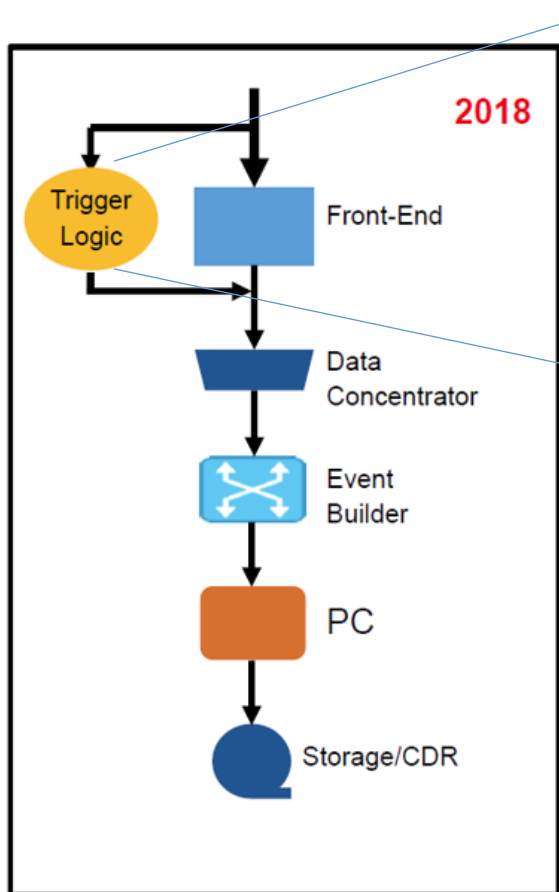 2018
Trigger
Logic
Front-End
Data
Concentrator
Event
Builder
PC
Storage/CDR